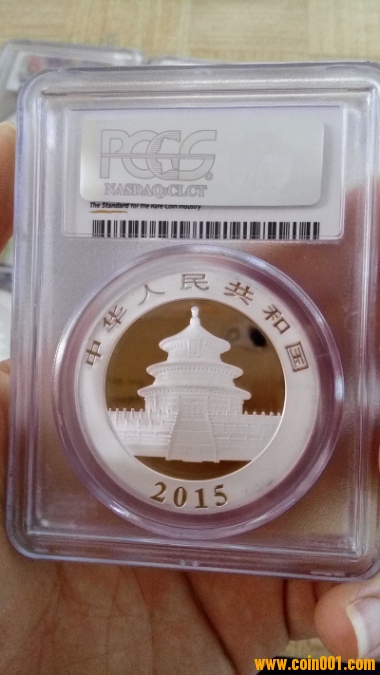 PCGS®
NASDAQ:CLCT
The Standard for the Rare Coin Industry
中华人民共和国
2015
www.coin001.com